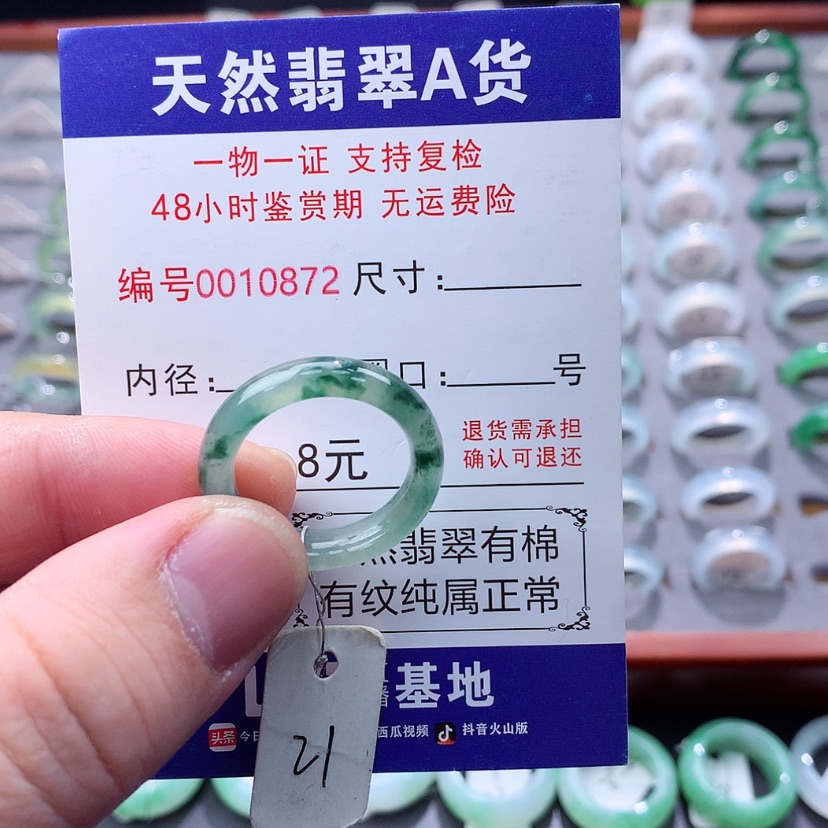 天然翡翠A货
一物一证 支持复检
48小时鉴赏期 无运费险
编号0010872 尺寸:
内径: 口: 号
8元
退货需承担
确认可退还
然翡翠有棉
有纹纯属正常
基地
头条 今日 西瓜视频 抖音火山版
21